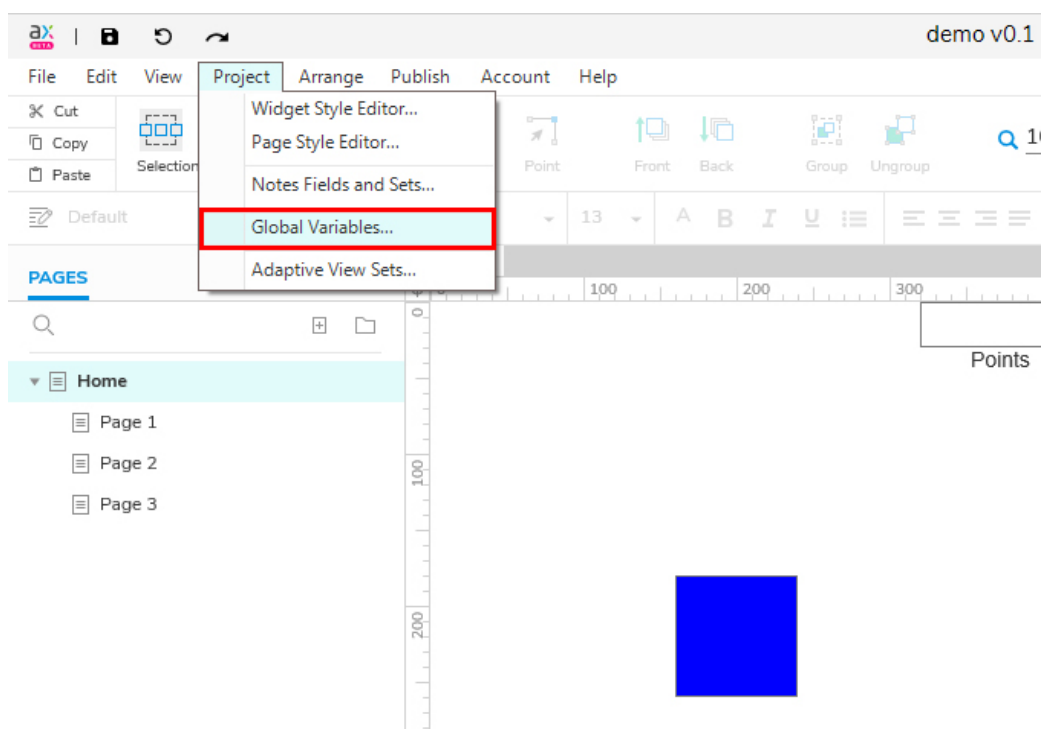 ax
BETA
demo v0.1
File Edit View Project Arrange Publish Account Help
Cut
Copy
Paste
Selection
Widget Style Editor...
Page Style Editor...
Notes Fields and Sets...
Global Variables...
Adaptive View Sets...
Point
Front
Back
Group
Ungroup
Default
13
A B I U
PAGES
0 100 200 300
0
100
200
Points
Home
Page 1
Page 2
Page 3